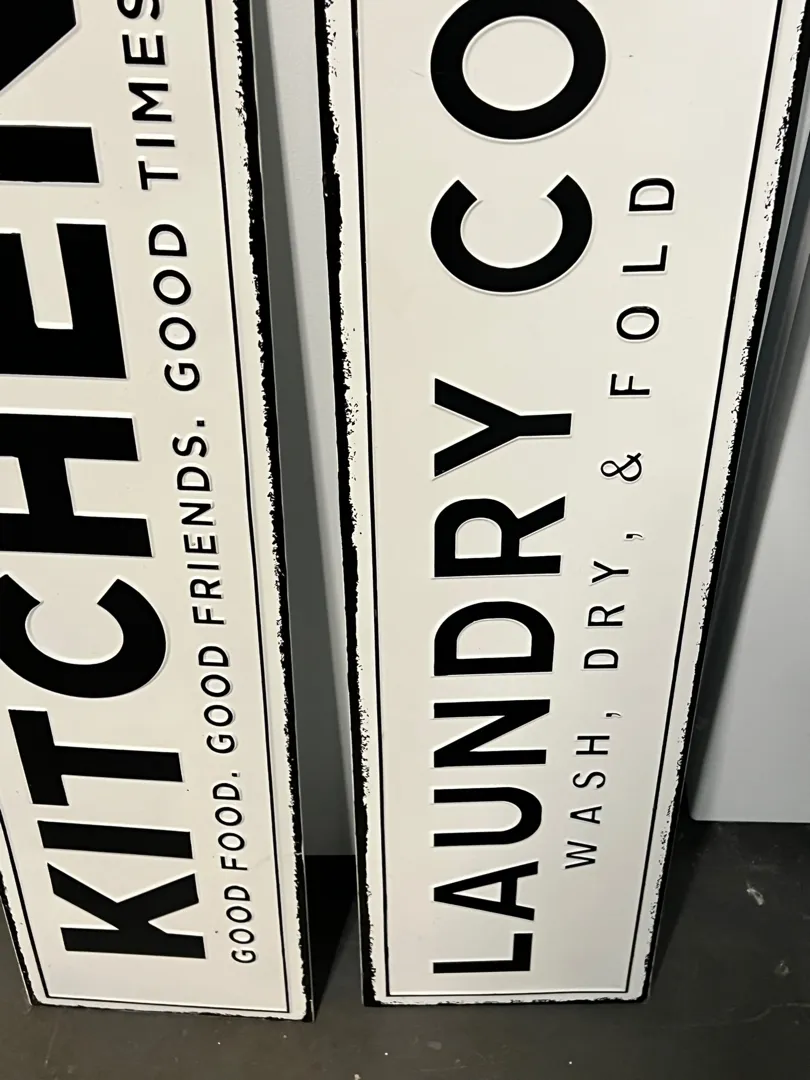 KITCHEN
GOOD FOOD. GOOD FRIENDS. GOOD TIMES
LAUNDRY CO
WASH, DRY, & FOLD